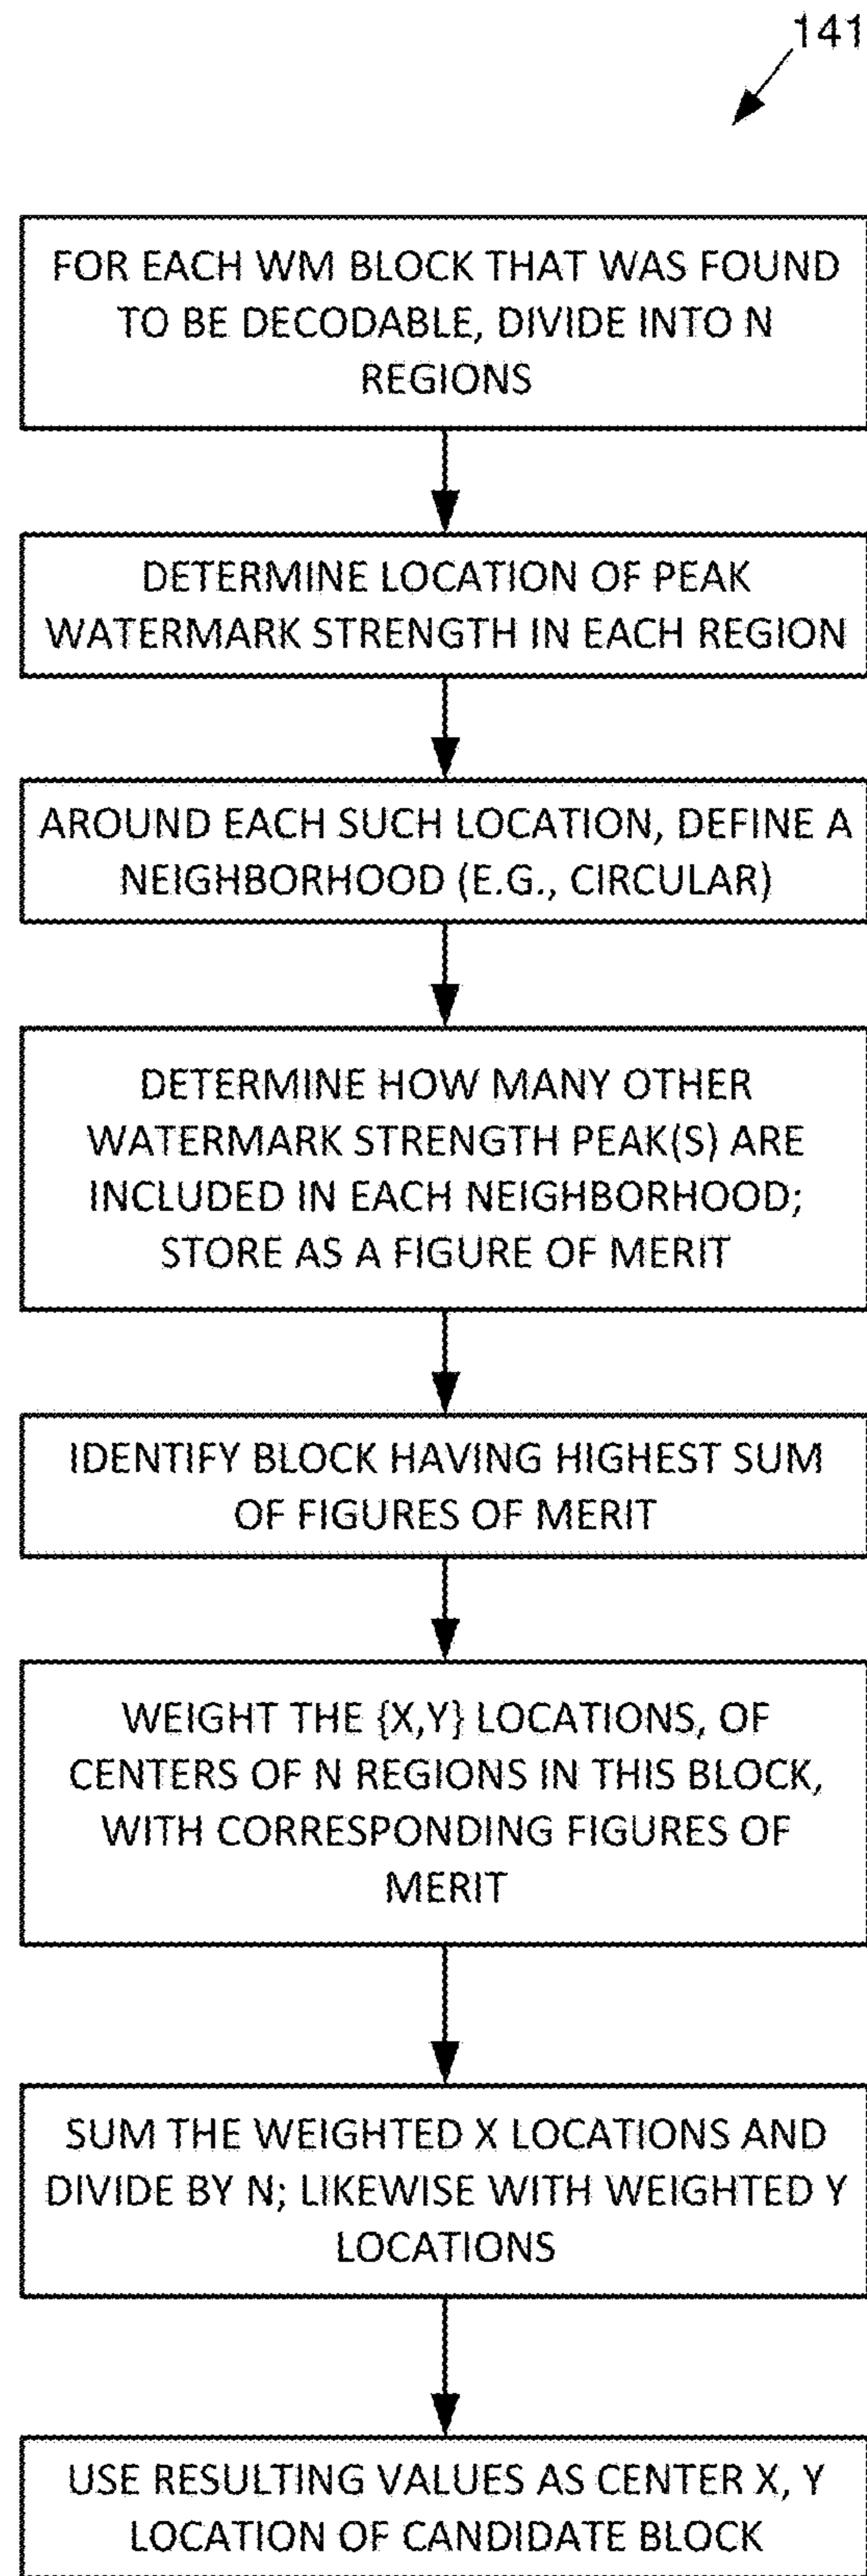 141
FOR EACH WM BLOCK THAT WAS FOUND
TO BE DECODABLE, DIVIDE INTO N
REGIONS
DETERMINE LOCATION OF PEAK
WATERMARK STRENGTH IN EACH REGION
AROUND EACH SUCH LOCATION, DEFINE A
NEIGHBORHOOD (E.G., CIRCULAR)
DETERMINE HOW MANY OTHER
WATERMARK STRENGTH PEAK(S) ARE
INCLUDED IN EACH NEIGHBORHOOD;
STORE AS A FIGURE OF MERIT
IDENTIFY BLOCK HAVING HIGHEST SUM
OF FIGURES OF MERIT
WEIGHT THE {X,Y} LOCATIONS, OF
CENTERS OF N REGIONS IN THIS BLOCK,
WITH CORRESPONDING FIGURES OF
MERIT
SUM THE WEIGHTED X LOCATIONS AND
DIVIDE BY N; LIKEWISE WITH WEIGHTED Y
LOCATIONS
USE RESULTING VALUES AS CENTER X, Y
LOCATION OF CANDIDATE BLOCK